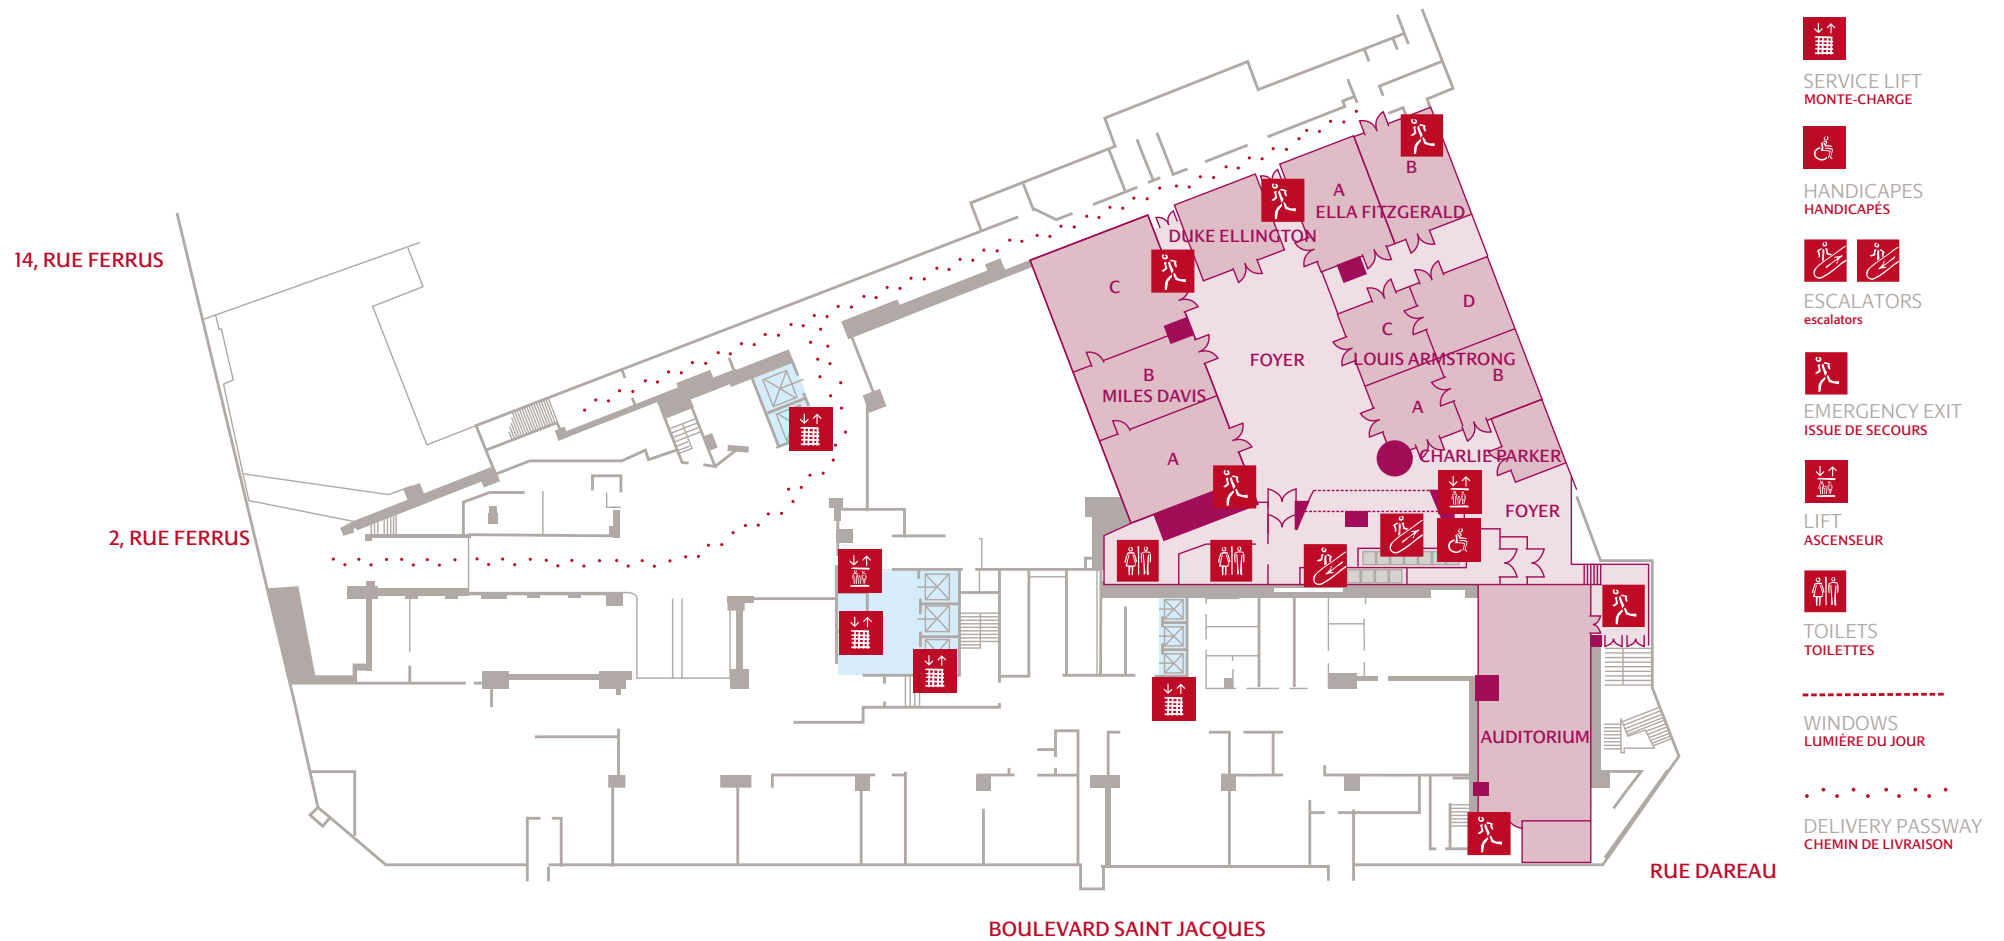 14, RUE FERRUS
2, RUE FERRUS
B
A
ELLA FITZGERALD
DUKE ELLINGTON
C
D
C
FOYER
LOUIS ARMSTRONG
B
B
MILES DAVIS
A
A
CHARLIE PARKER
FOYER
AUDITORIUM
RUE DAREAU
BOULEVARD SAINT JACQUES
SERVICE LIFT
MONTE-CHARGE
HANDICAPES
HANDICAPÉS
ESCALATORS
escalators
EMERGENCY EXIT
ISSUE DE SECOURS
LIFT
ASCENSEUR
TOILETS
TOILETTES
WINDOWS
LUMIÈRE DU JOUR
DELIVERY PASSWAY
CHEMIN DE LIVRAISON